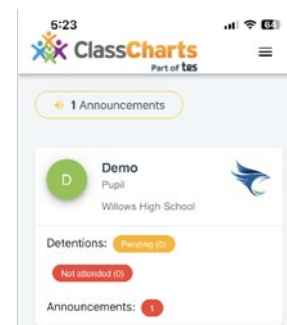 5:23
64
ClassCharts
Part of tes
1 Announcements
D
Demo
Pupil
Willows High School
Detentions: Pending (0)
Not attended (0)
Announcements: 1